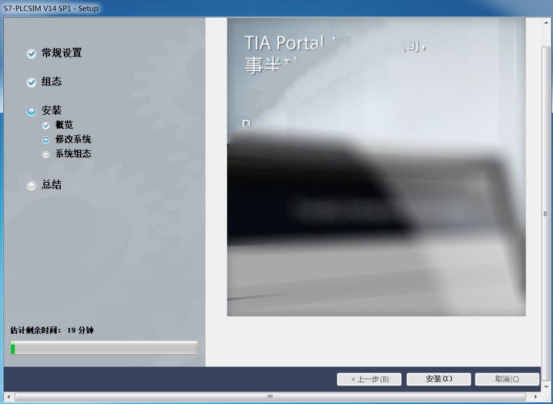 S7-PLCSIM V14 SP1 - Setup
常规设置
组态
安装
概览
修改系统
系统组态
总结
估计剩余时间: 19 分钟
TIA Portal
事半
< 上一步(B)
安装(I)
取消(C)